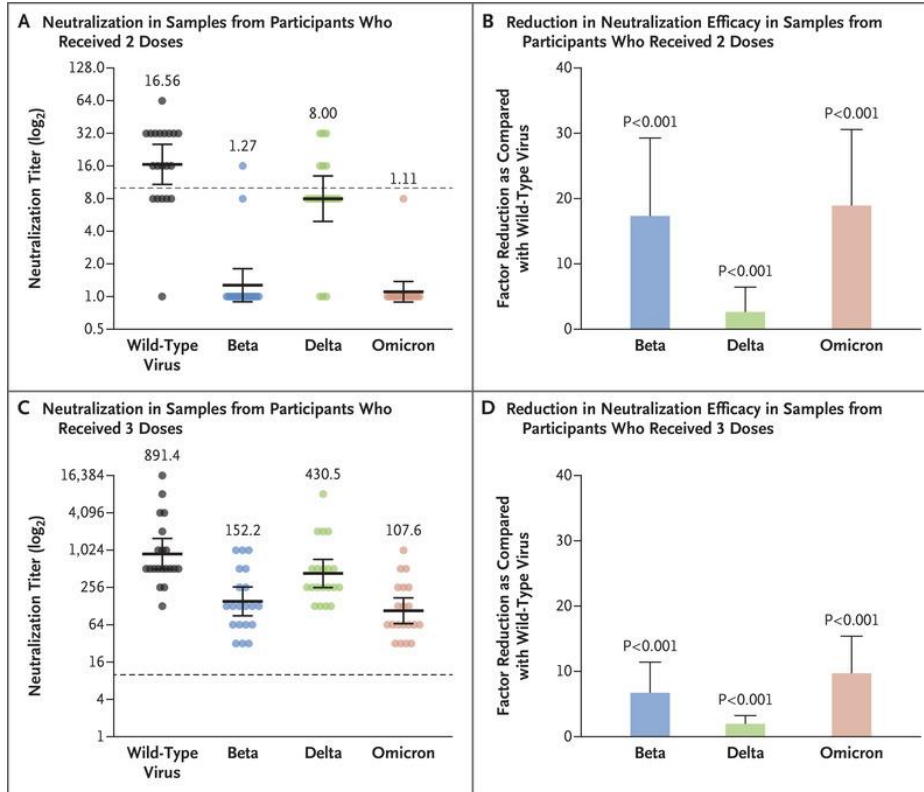 A Neutralization in Samples from Participants Who
Received 2 Doses
Neutralization Titer (log₂)
128.0
64.0
32.0
16.0
8.0
4.0
2.0
1.0
0.5
16.56
1.27
8.00
1.11
Wild-Type
Virus
Beta
Delta
Omicron
B Reduction in Neutralization Efficacy in Samples from
Participants Who Received 2 Doses
Factor Reduction as Compared
with Wild-Type Virus
40
30
20
10
0
P<0.001
P<0.001
P<0.001
Beta
Delta
Omicron
C Neutralization in Samples from Participants Who
Received 3 Doses
Neutralization Titer (log₂)
16,384
4,096
1,024
256
64
16
4
1
891.4
152.2
430.5
107.6
Wild-Type
Virus
Beta
Delta
Omicron
D Reduction in Neutralization Efficacy in Samples from
Participants Who Received 3 Doses
Factor Reduction as Compared
with Wild-Type Virus
40
30
20
10
0
P<0.001
P<0.001
P<0.001
Beta
Delta
Omicron